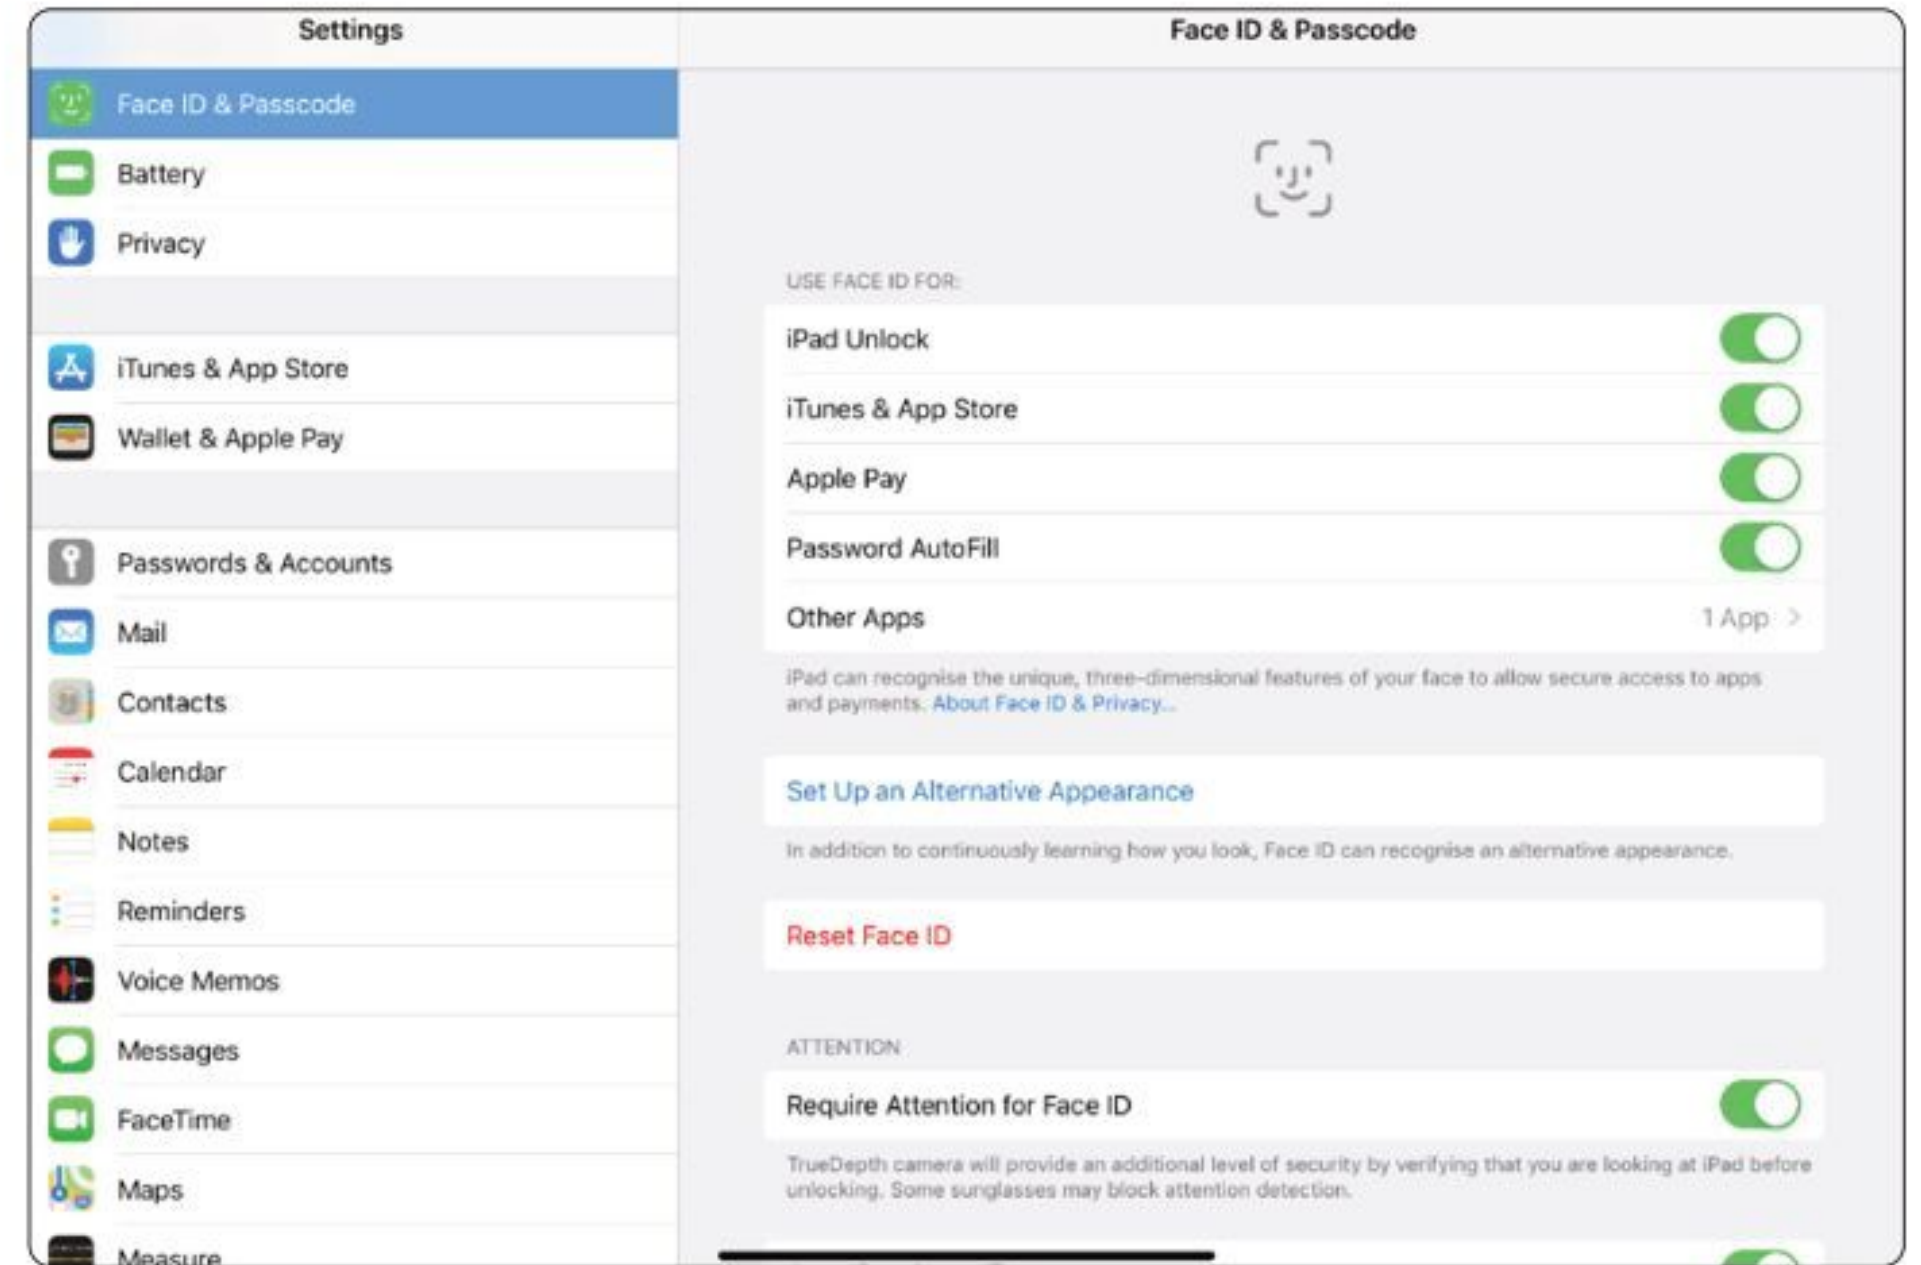 Settings
Face ID & Passcode
Battery
Privacy
iTunes & App Store
Wallet & Apple Pay
Passwords & Accounts
Mail
Contacts
Calendar
Notes
Reminders
Voice Memos
Messages
FaceTime
Maps
Measure
Face ID & Passcode
USE FACE ID FOR:
iPad Unlock
iTunes & App Store
Apple Pay
Password AutoFill
Other Apps 1 App >
iPad can recognise the unique, three-dimensional features of your face to allow secure access to apps
and payments. About Face ID & Privacy...
Set Up an Alternative Appearance
In addition to continuously learning how you look, Face ID can recognise an alternative appearance.
Reset Face ID
ATTENTION
Require Attention for Face ID
TrueDepth camera will provide an additional level of security by verifying that you are looking at iPad before
unlocking. Some sunglasses may block attention detection.